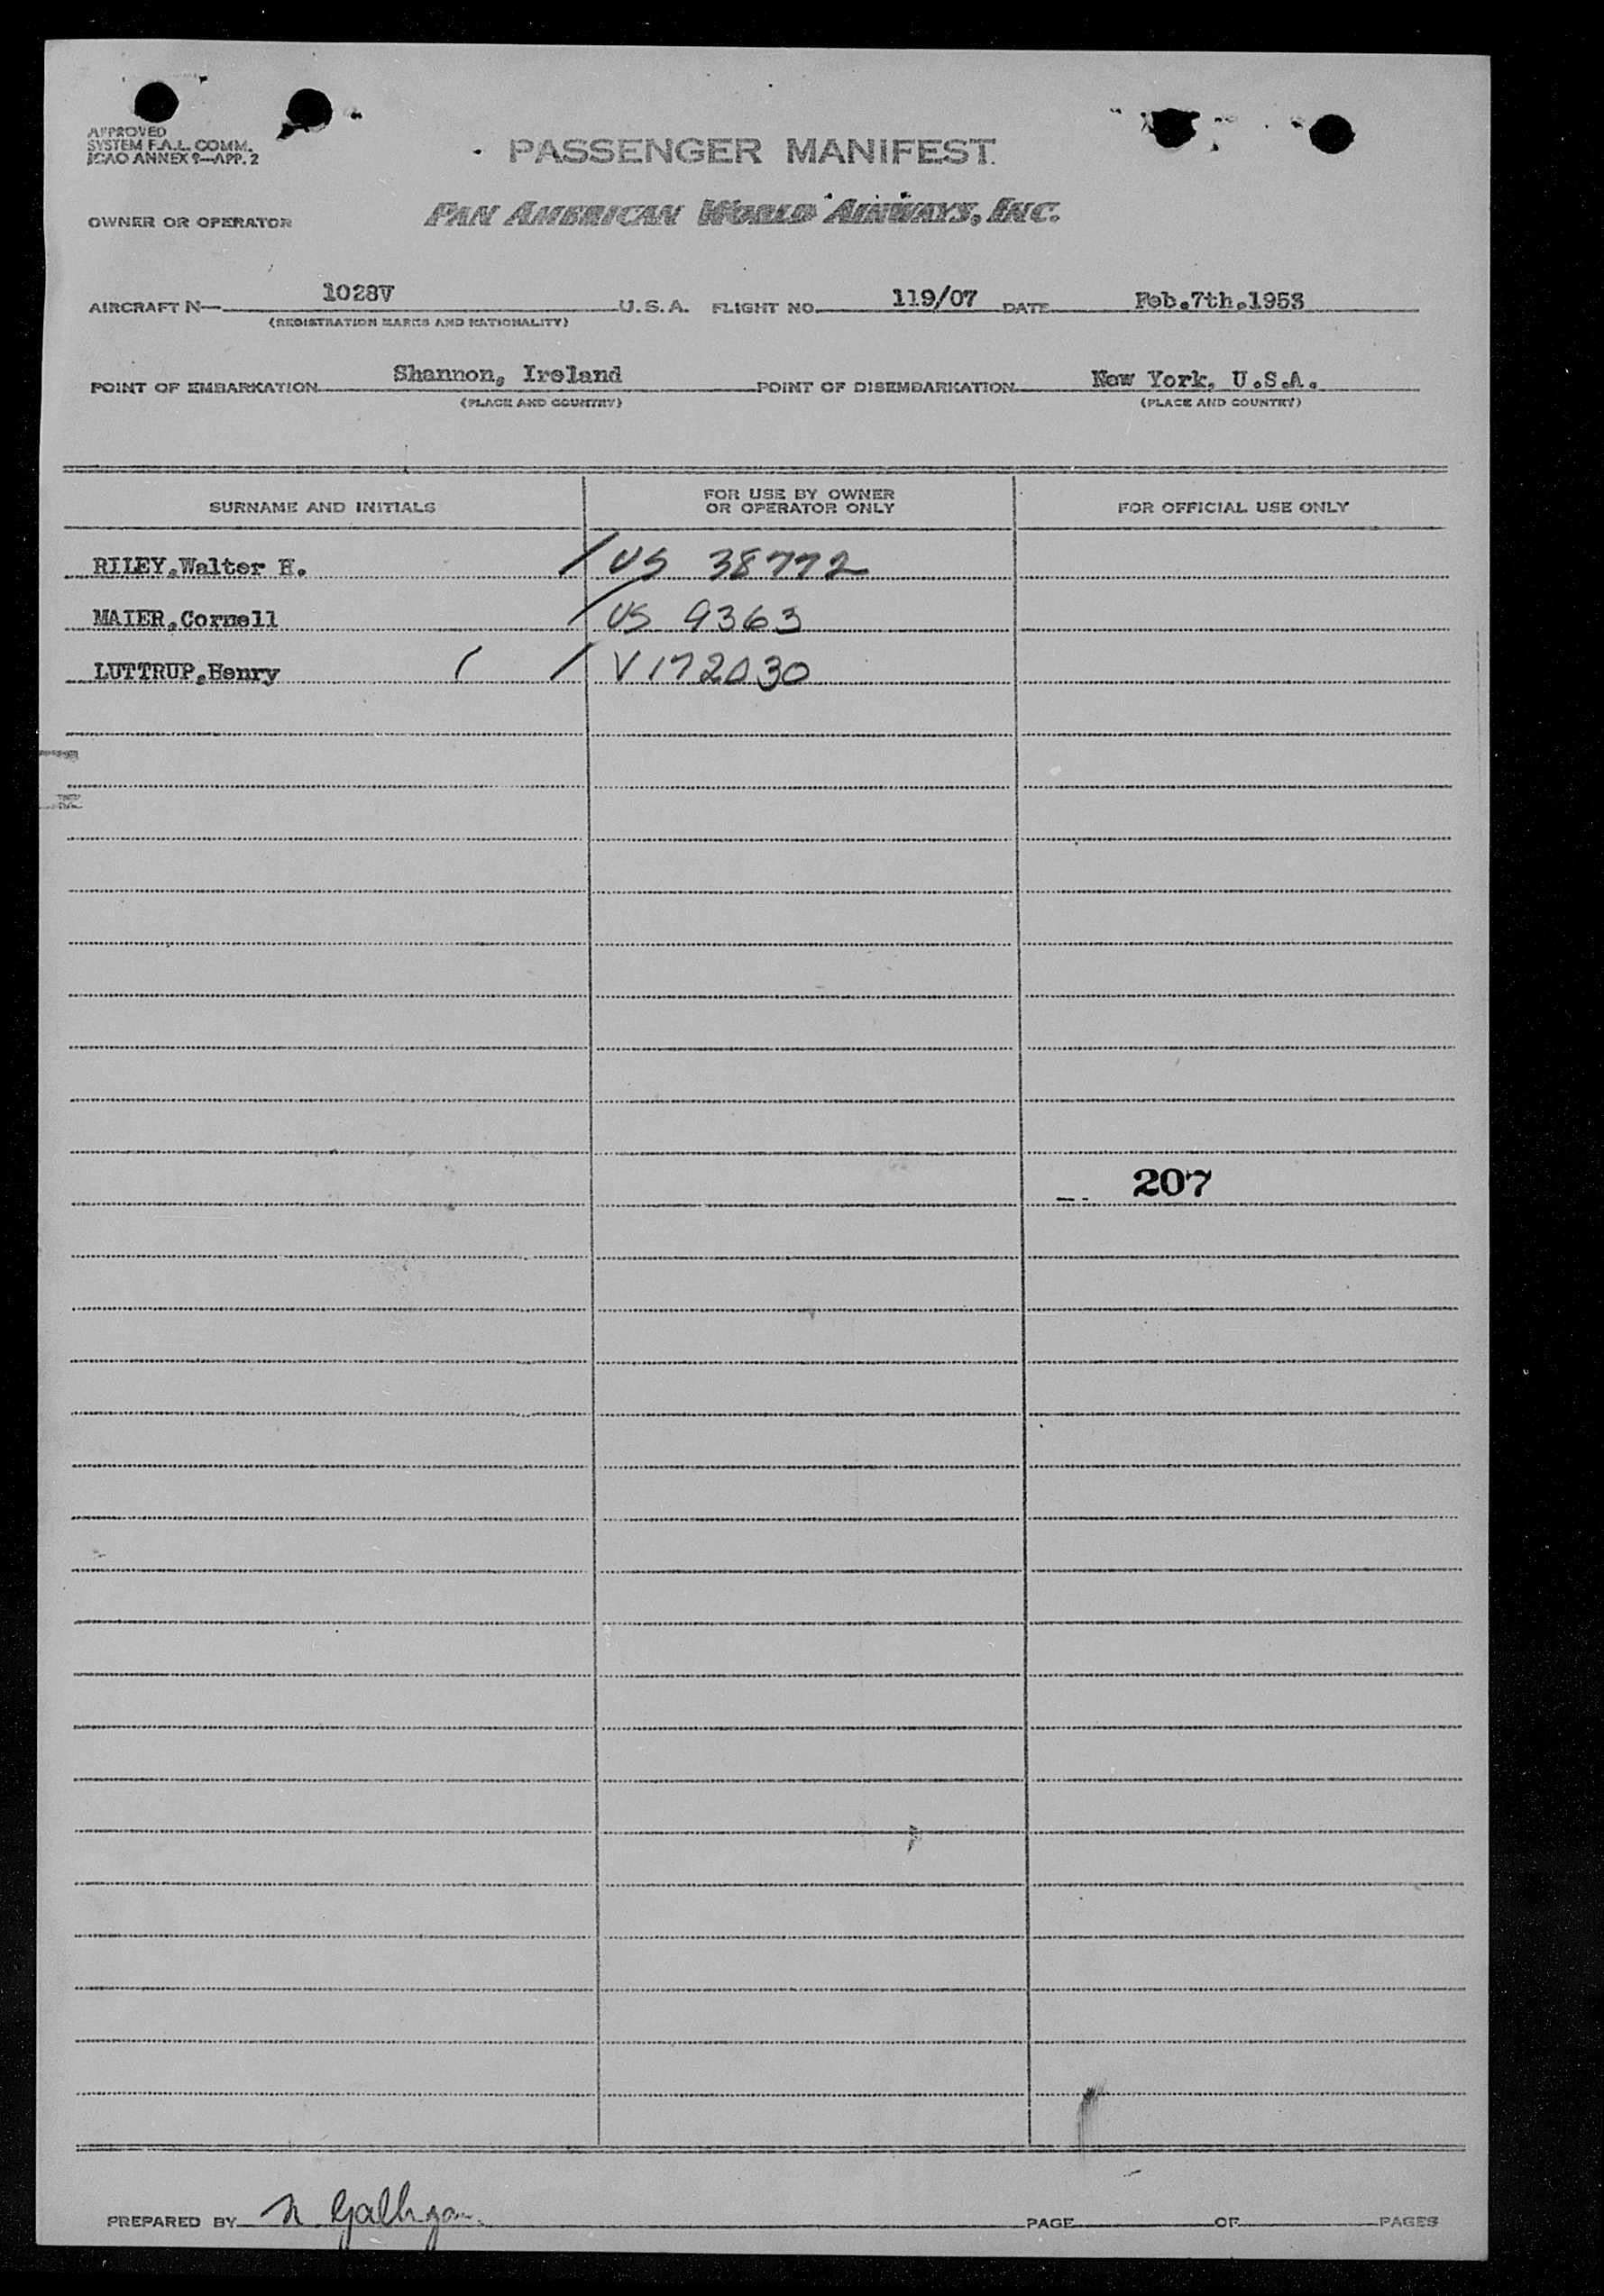 APPROVED
SYSTEM F.A.L. COMM.
ICAO ANNEX 9—APP. 2
PASSENGER MANIFEST
OWNER OR OPERATOR PAN AMERICAN WORLD AIRWAYS, INC.
AIRCRAFT N— 1028V U.S.A. FLIGHT NO. 119/07 DATE Feb.7th.1953
(REGISTRATION MARKS AND NATIONALITY)
POINT OF EMBARKATION Shannon, Ireland POINT OF DISEMBARKATION New York, U.S.A.
(PLACE AND COUNTRY) (PLACE AND COUNTRY)
SURNAME AND INITIALS FOR USE BY OWNER OR OPERATOR ONLY FOR OFFICIAL USE ONLY
RILEY,Walter H. / US 38772
MAIER,Cornell / US 9363
LUTTRUP,Henry ( / V172030
207
PREPARED BY N Galligan PAGE OF PAGES